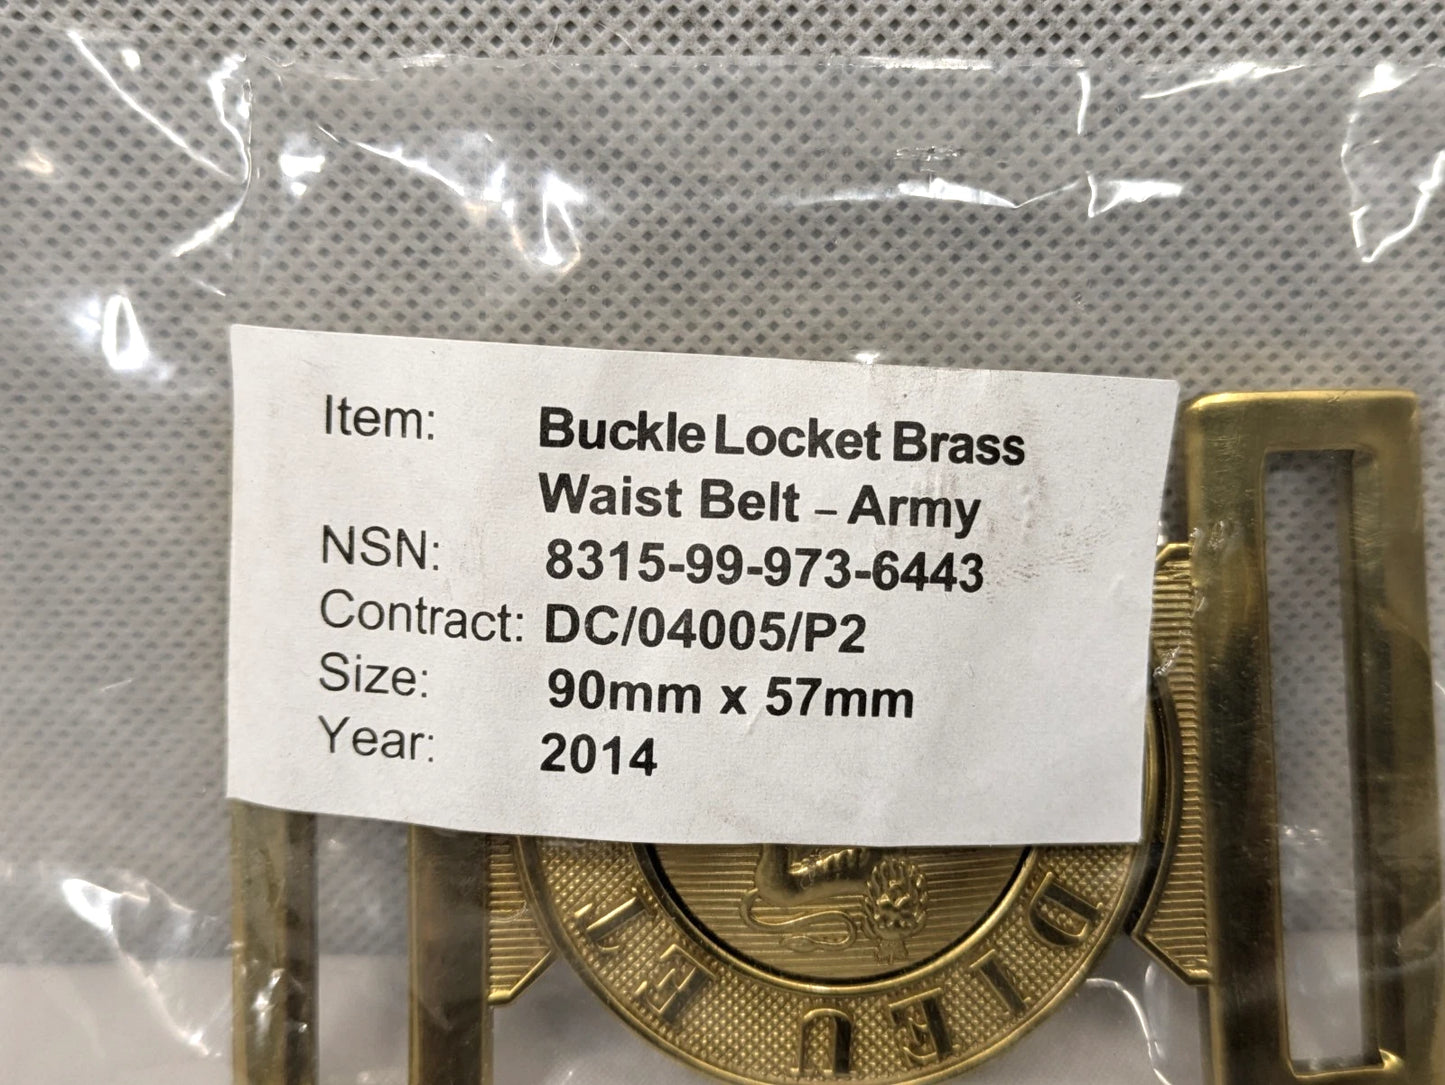 Item: Buckle Locket Brass
Waist Belt – Army
NSN: 8315-99-973-6443
Contract: DC/04005/P2
Size: 90mm x 57mm
Year: 2014
DIEU ET